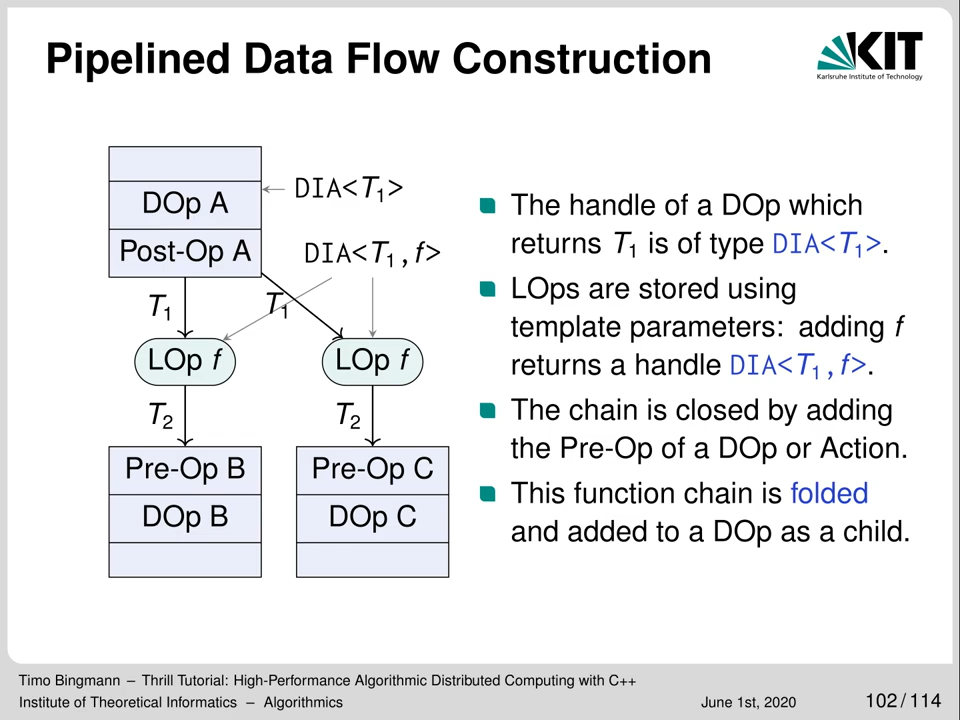 Pipelined Data Flow Construction
KIT
Karlsruhe Institute of Technology
DOp A
Post-Op A
DIA<T₁>
DIA<T₁,f>
T₁
T₁
LOp f
LOp f
T₂
T₂
Pre-Op B
Pre-Op C
DOp B
DOp C
The handle of a DOp which
returns T₁ is of type DIA<T₁>.
LOps are stored using
template parameters: adding f
returns a handle DIA<T₁,f>.
The chain is closed by adding
the Pre-Op of a DOp or Action.
This function chain is folded
and added to a DOp as a child.
Timo Bingmann – Thrill Tutorial: High-Performance Algorithmic Distributed Computing with C++
Institute of Theoretical Informatics – Algorithmics
June 1st, 2020
102 / 114